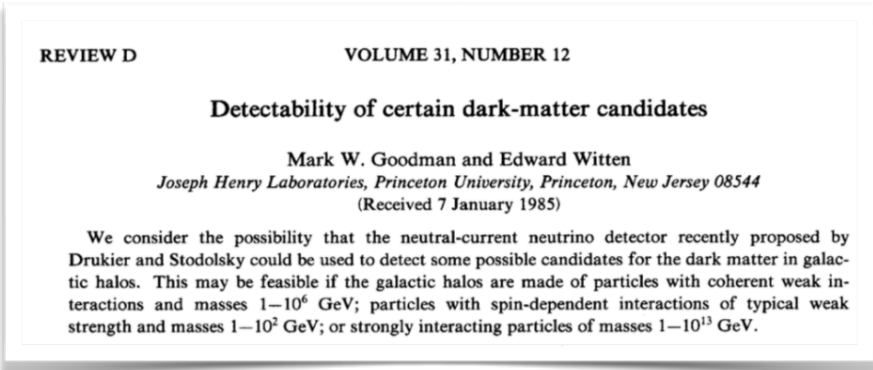 REVIEW D VOLUME 31, NUMBER 12
Detectability of certain dark-matter candidates
Mark W. Goodman and Edward Witten
Joseph Henry Laboratories, Princeton University, Princeton, New Jersey 08544
(Received 7 January 1985)
We consider the possibility that the neutral-current neutrino detector recently proposed by
Drukier and Stodolsky could be used to detect some possible candidates for the dark matter in galac-
tic halos. This may be feasible if the galactic halos are made of particles with coherent weak in-
teractions and masses 1—10⁶ GeV; particles with spin-dependent interactions of typical weak
strength and masses 1—10² GeV; or strongly interacting particles of masses 1—10¹³ GeV.